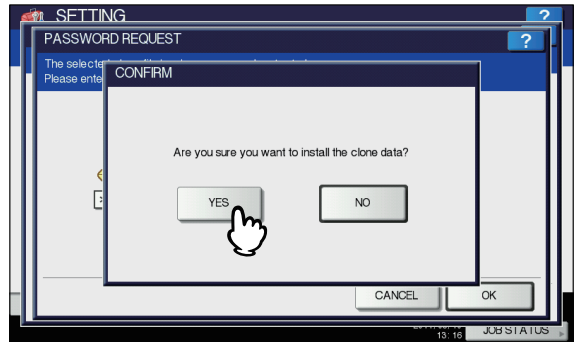 SETTING
?
PASSWORD REQUEST
?
The selecte
Please ente
CONFIRM
Are you sure you want to install the clone data?
YES
NO
CANCEL
OK
13: 16
JOB STATUS